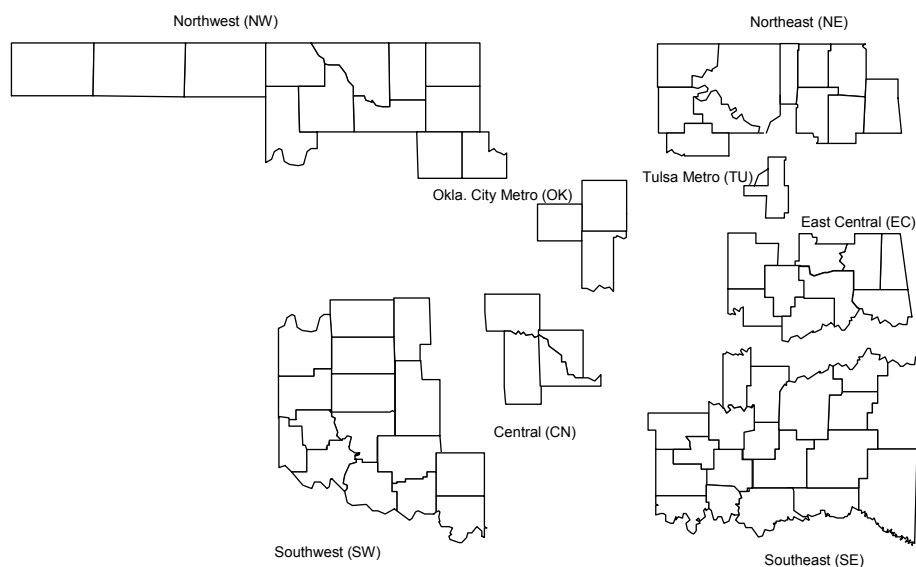 Northwest (NW)
Northeast (NE)
Tulsa Metro (TU)
Okla. City Metro (OK)
East Central (EC)
Central (CN)
Southwest (SW)
Southeast (SE)